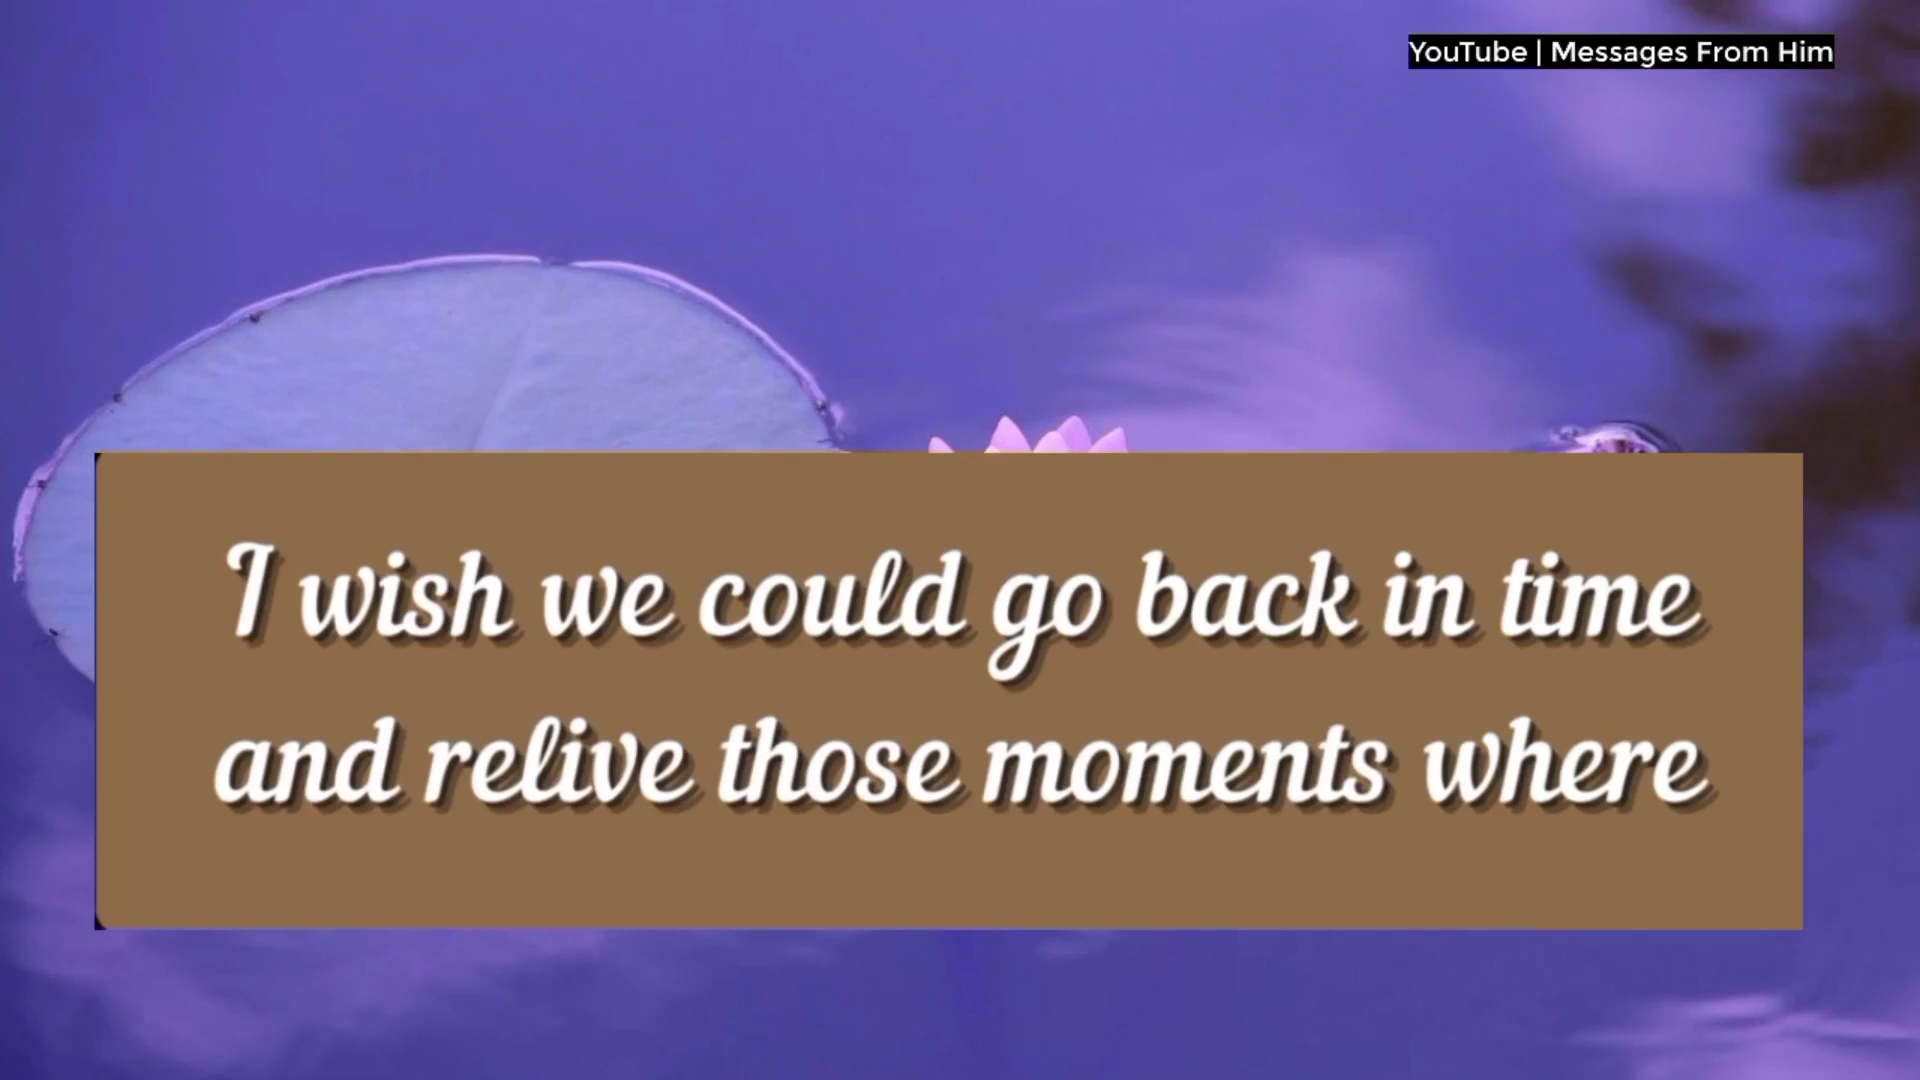 YouTube | Messages From Him
I wish we could go back in time
and relive those moments where